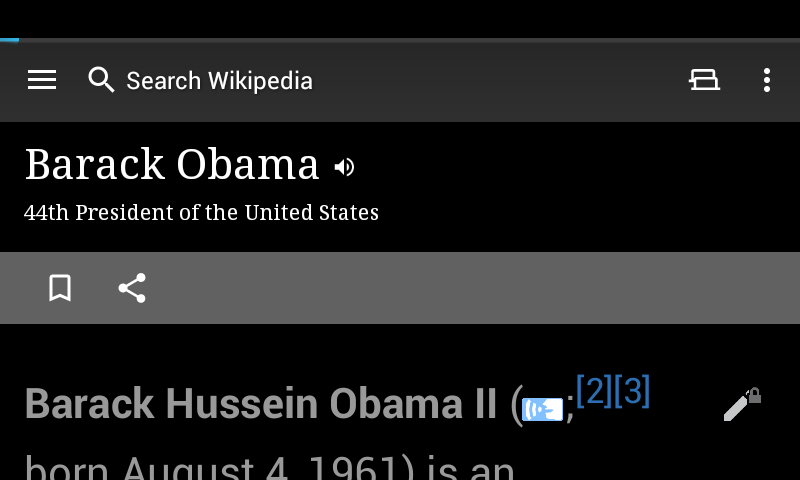 Search Wikipedia
Barack Obama
44th President of the United States
Barack Hussein Obama II (;[2][3]
born August 4, 1961) is an